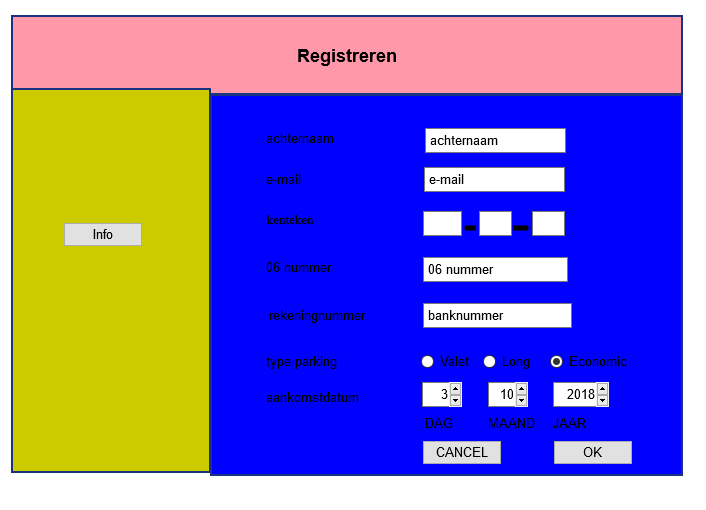 Registreren
achternaam achternaam
e-mail e-mail
kenteken
Info
06 nummer 06 nummer
rekeningnummer banknummer
type parking Valet Long Economic
aankomstdatum 3 10 2018
DAG MAAND JAAR
CANCEL OK